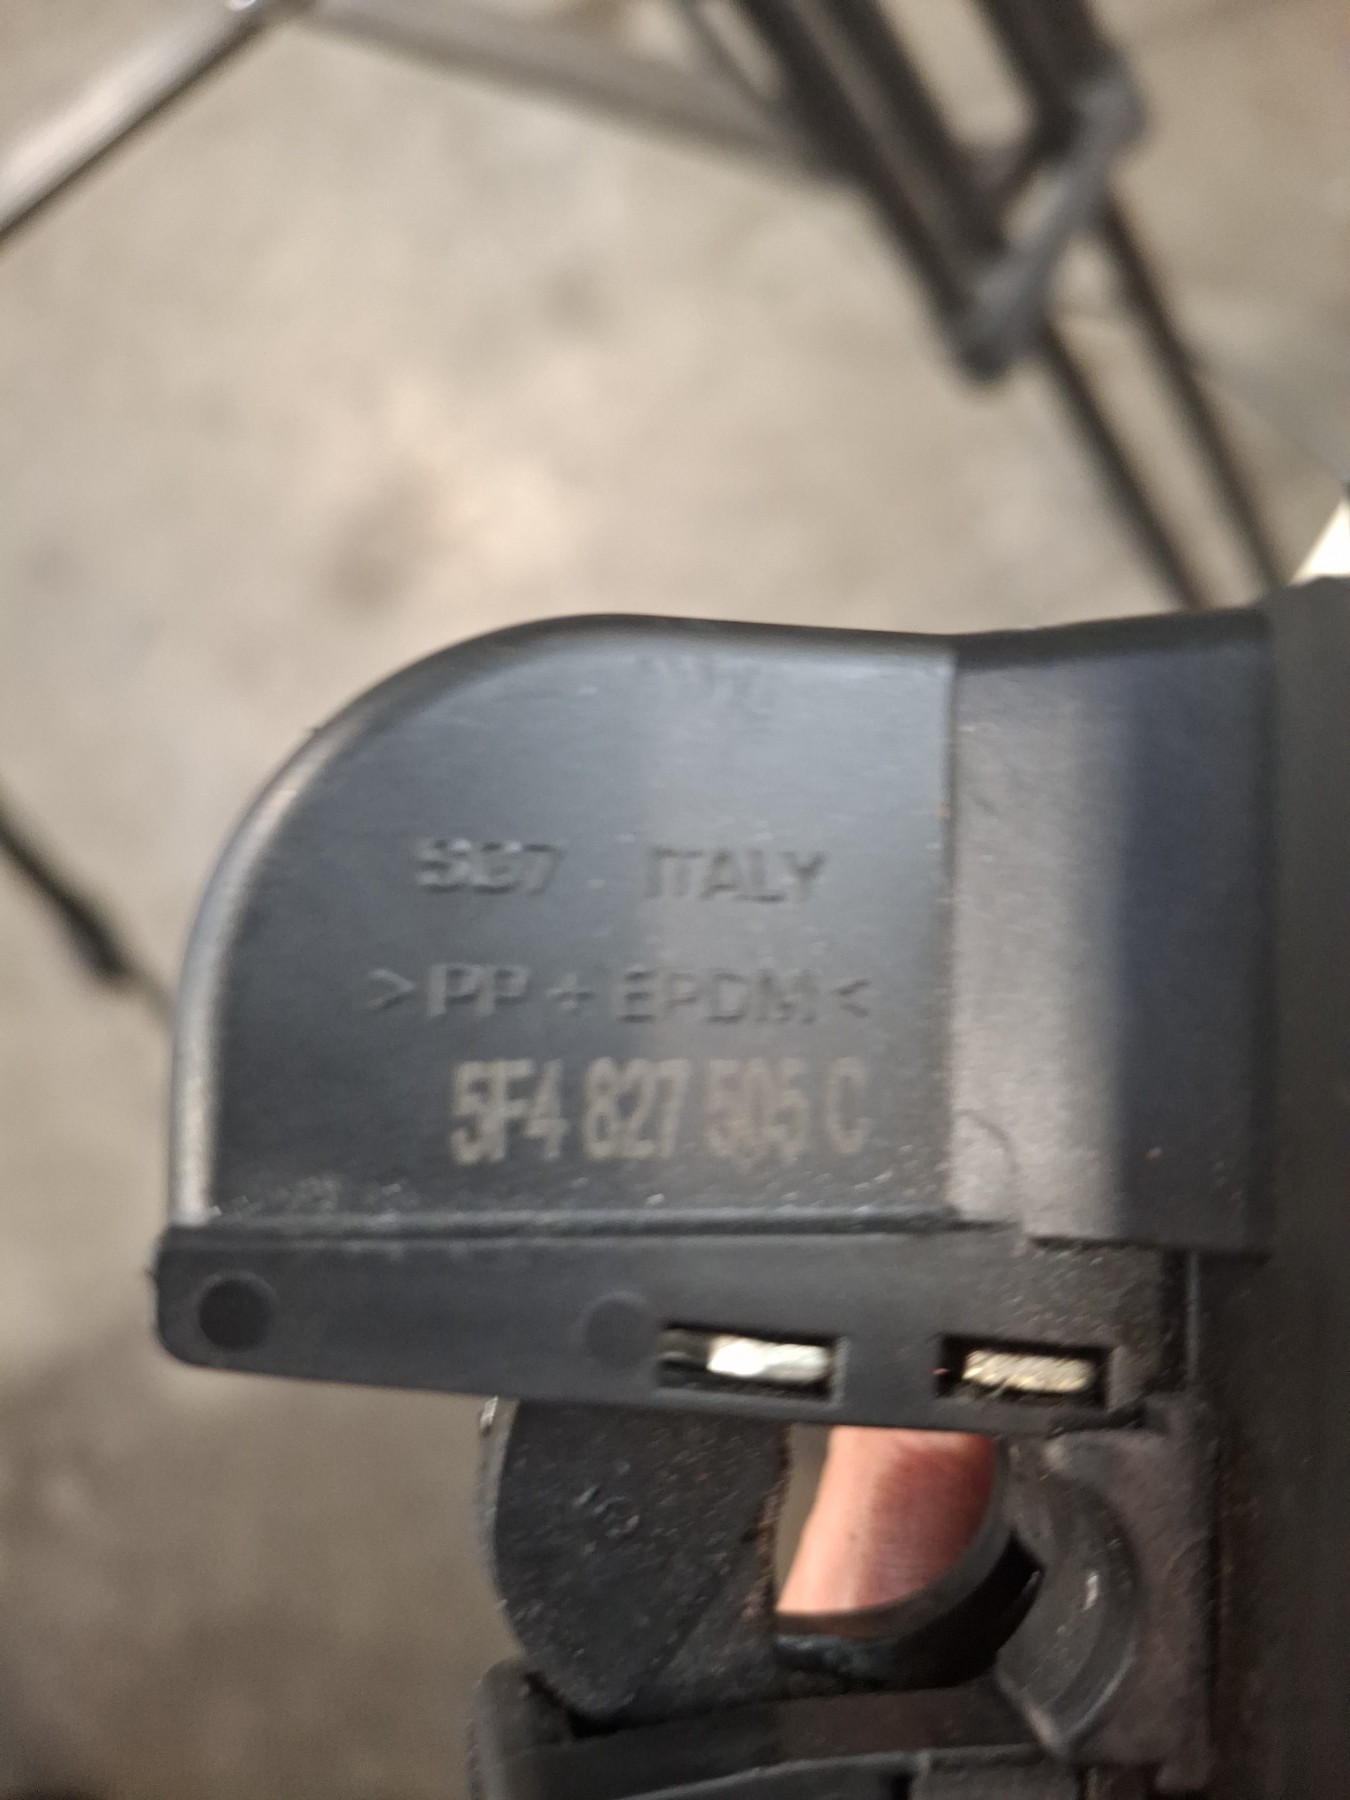 ITALY
>PP + EPDM<
5F4 827 505 C